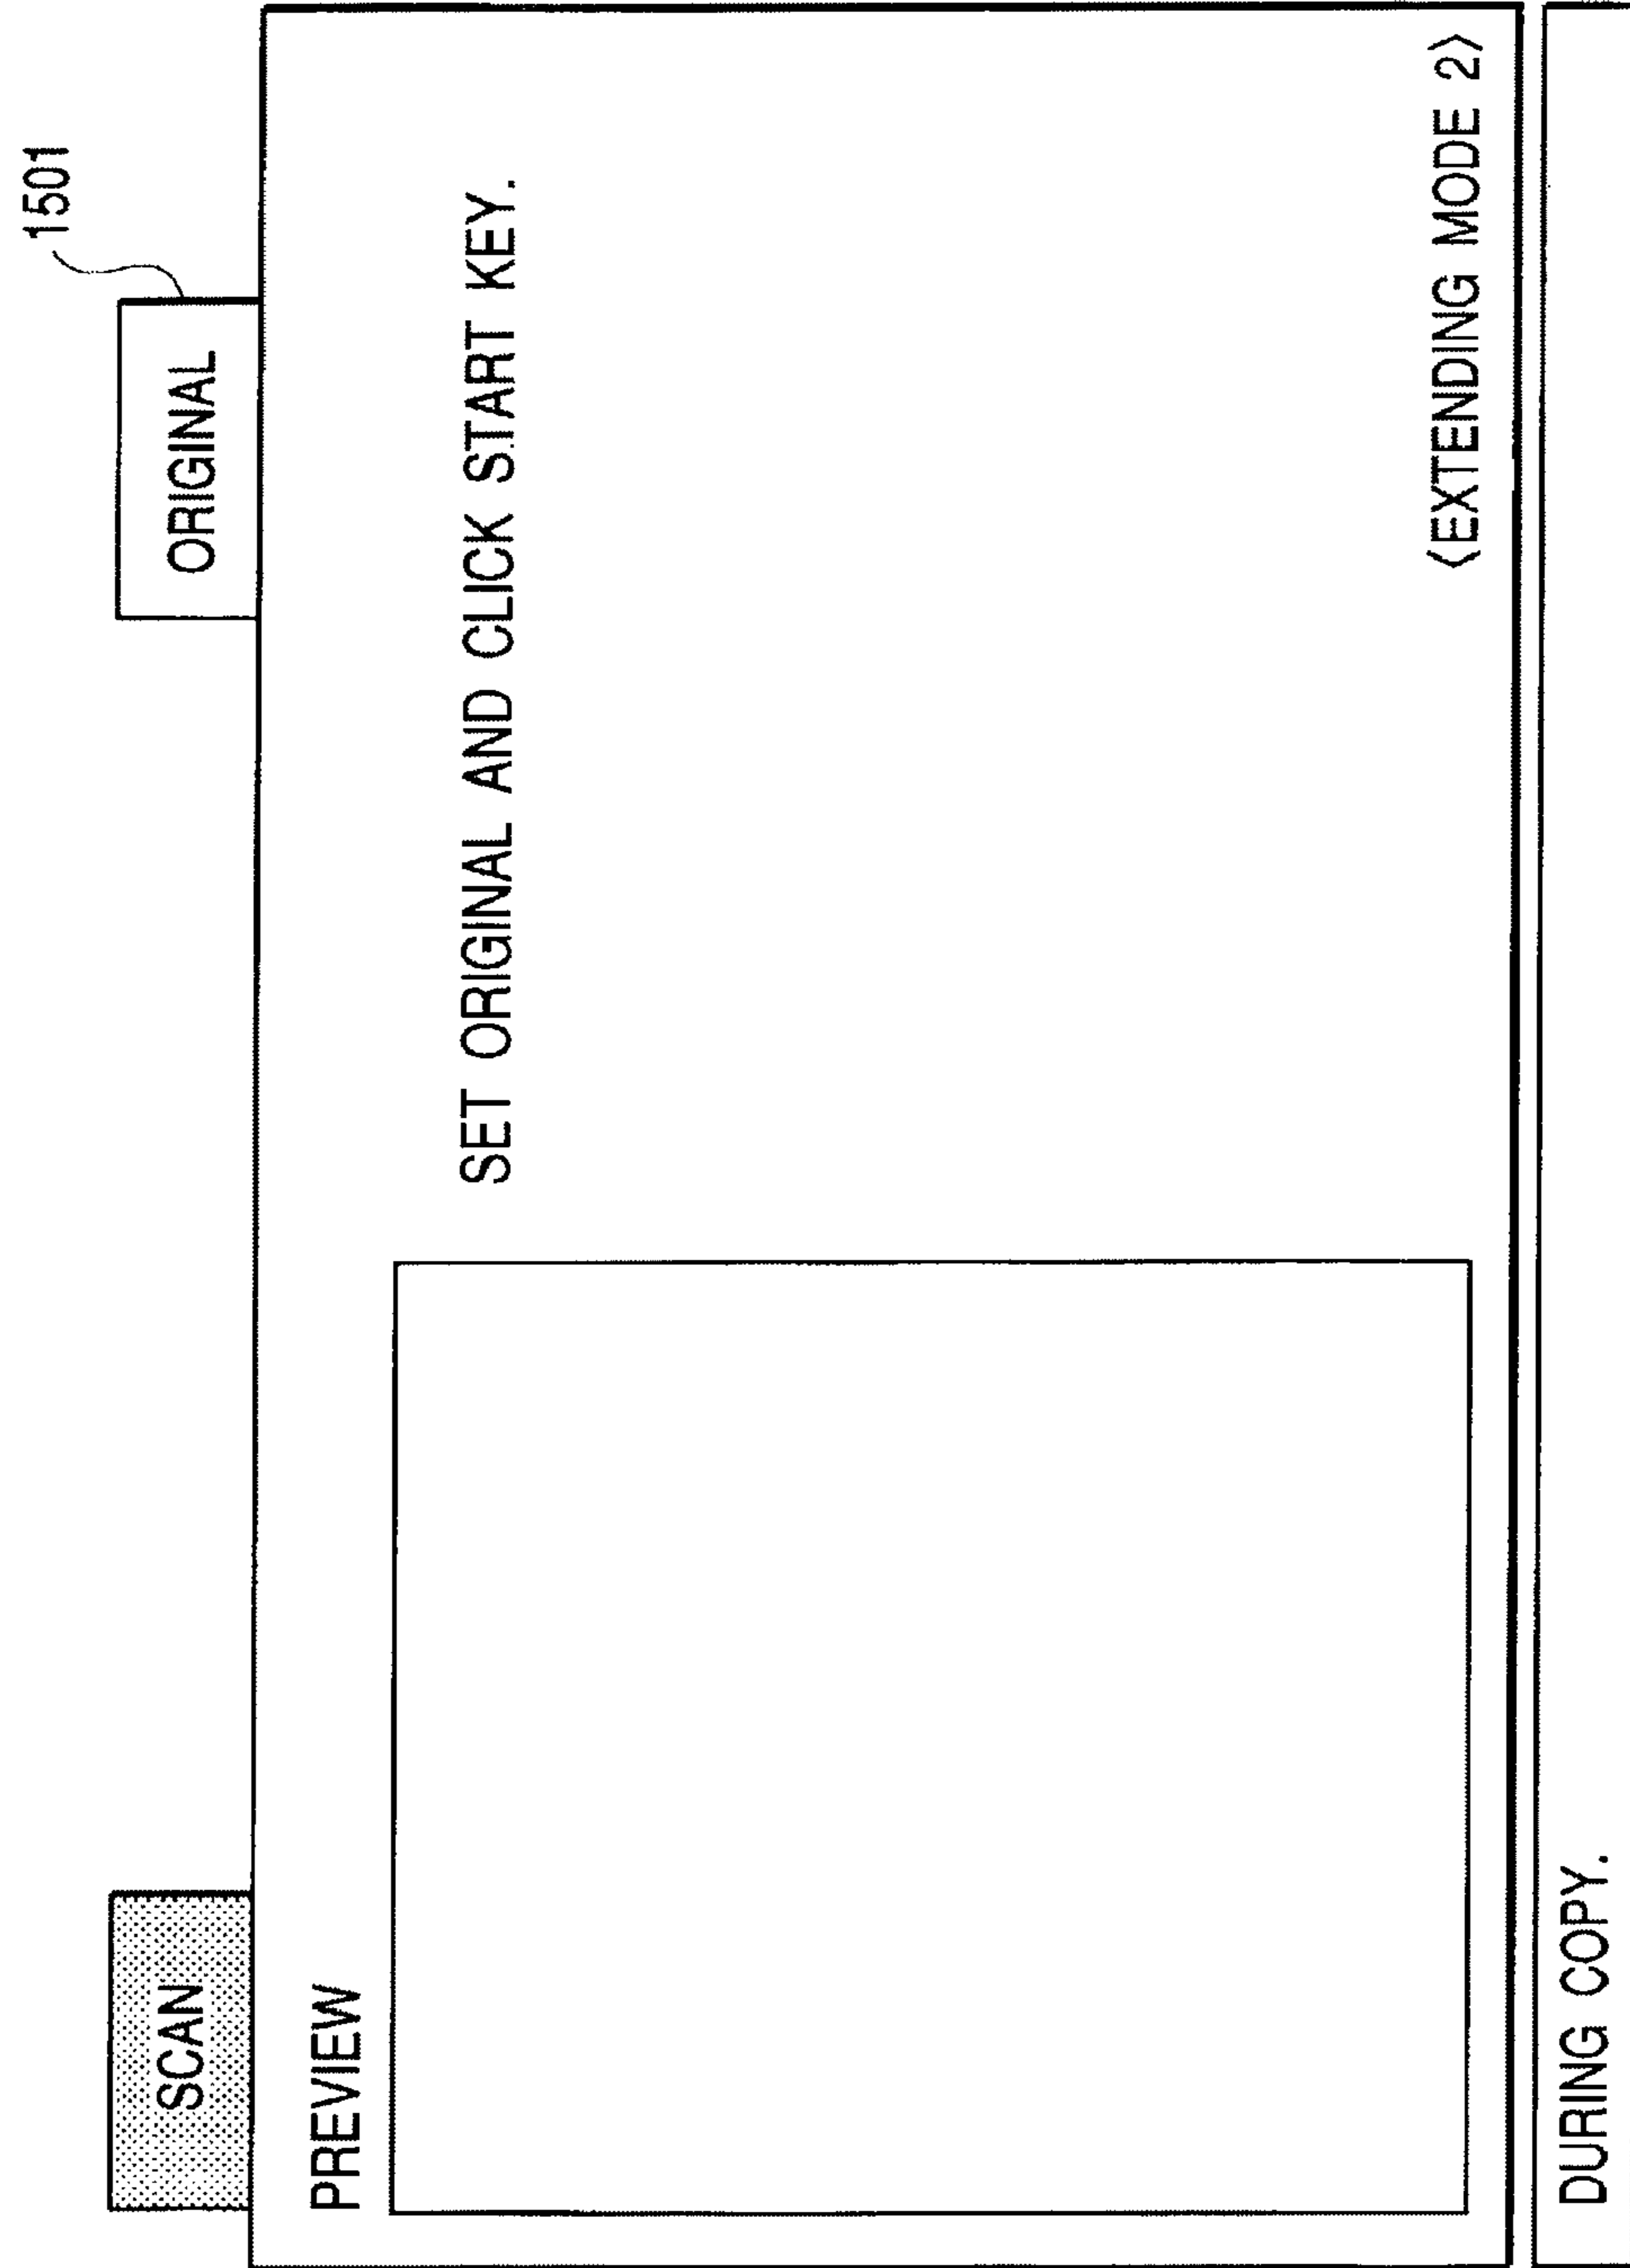 1501
SCAN
ORIGINAL
PREVIEW
SET ORIGINAL AND CLICK START KEY.
〈EXTENDING MODE 2〉
DURING COPY.